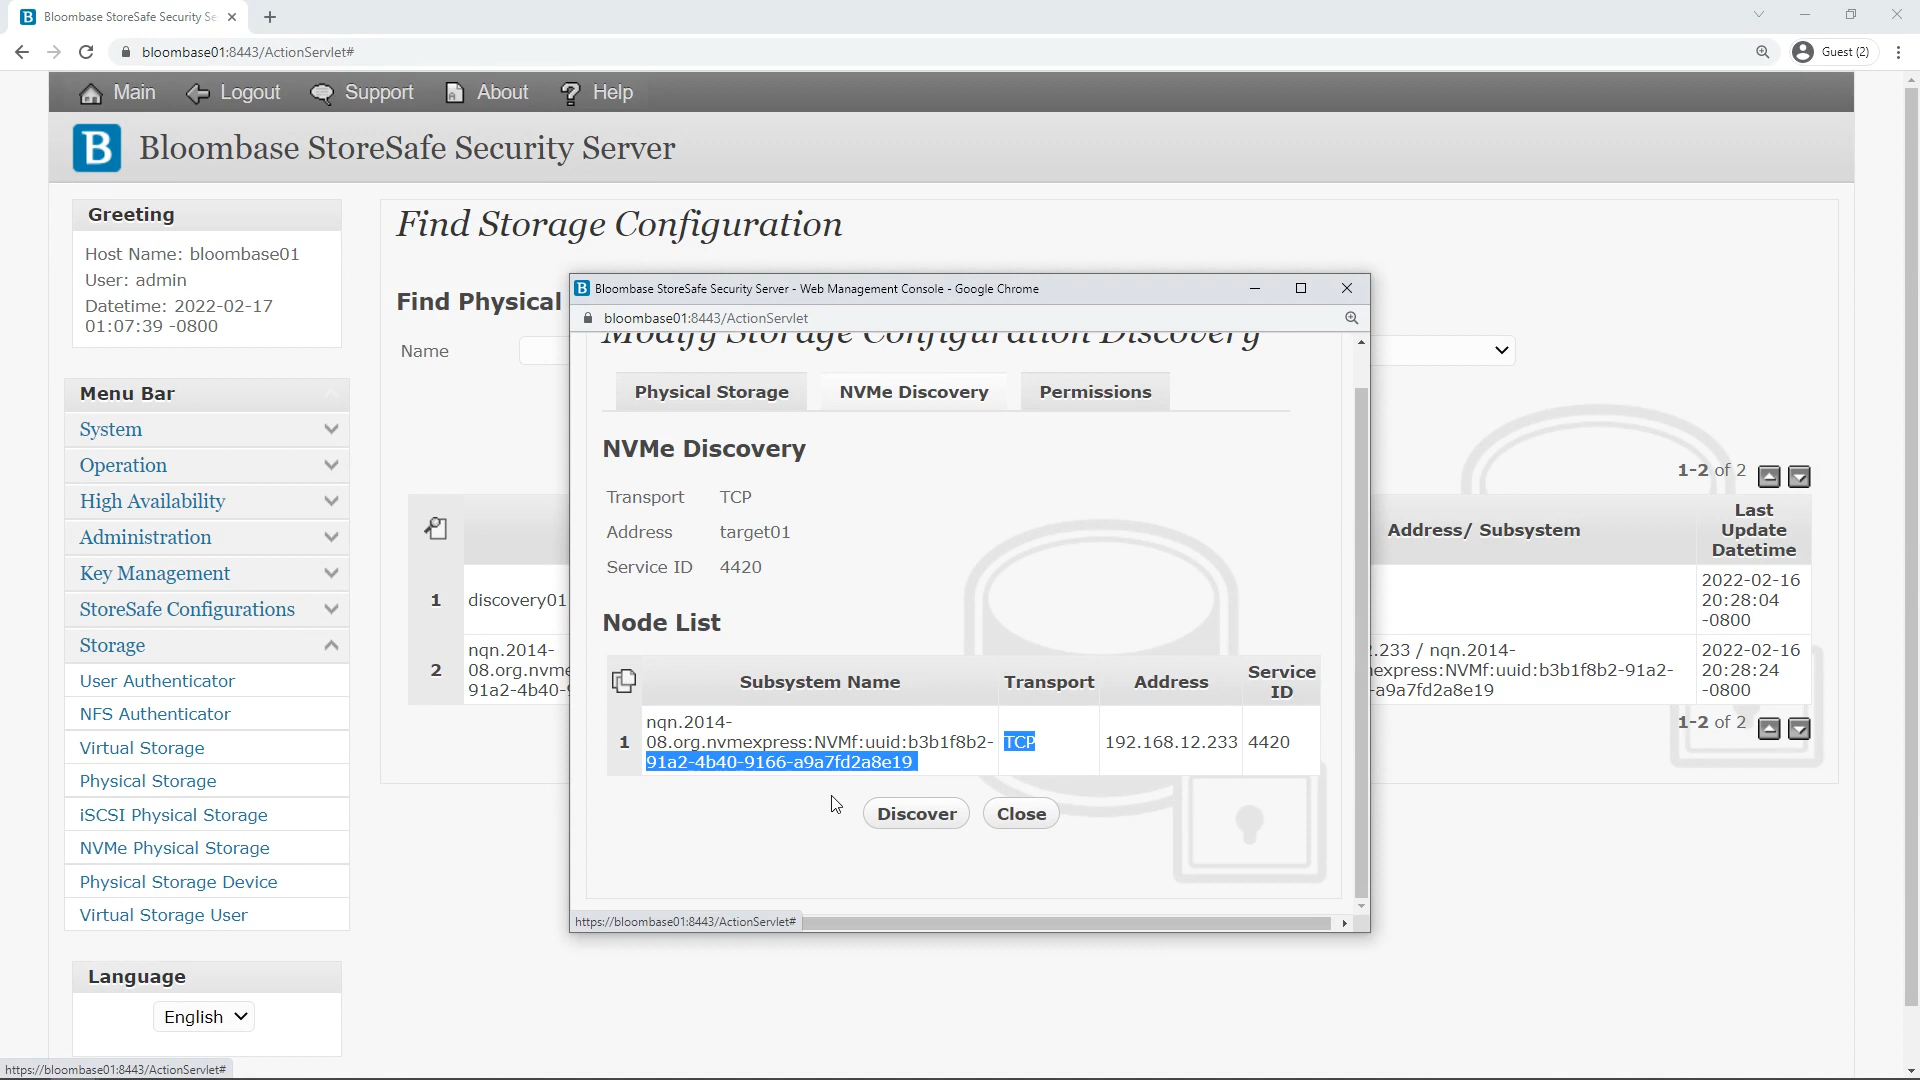 Bloombase StoreSafe Security Se
bloombase01:8443/ActionServlet#
Guest (2)
Main
Logout
Support
About
Help
B Bloombase StoreSafe Security Server
Greeting
Host Name: bloombase01
User: admin
Datetime: 2022-02-17
01:07:39 -0800
Menu Bar
System
Operation
High Availability
Administration
Key Management
StoreSafe Configurations
Storage
User Authenticator
NFS Authenticator
Virtual Storage
Physical Storage
iSCSI Physical Storage
NVMe Physical Storage
Physical Storage Device
Virtual Storage User
Language
English
https://bloombase01:8443/ActionServlet#
Find Storage Configuration
Find Physical
Name
1-2 of 2
Address/ Subsystem
Last
Update
Datetime
1
discovery01
2022-02-16
20:28:04
-0800
2
nqn.2014-
08.org.nvme
91a2-4b40-9
.233 / nqn.2014-
express:NVMf:uuid:b3b1f8b2-91a2-
-a9a7fd2a8e19
2022-02-16
20:28:24
-0800
1-2 of 2
Bloombase StoreSafe Security Server - Web Management Console - Google Chrome
bloombase01:8443/ActionServlet
Modify Storage Configuration Discovery
Physical Storage
NVMe Discovery
Permissions
NVMe Discovery
Transport TCP
Address target01
Service ID 4420
Node List
Subsystem Name
Transport
Address
Service
ID
1
nqn.2014-
08.org.nvmexpress:NVMf:uuid:b3b1f8b2-
91a2-4b40-9166-a9a7fd2a8e19
TCP
192.168.12.233
4420
Discover
Close
https://bloombase01:8443/ActionServlet#